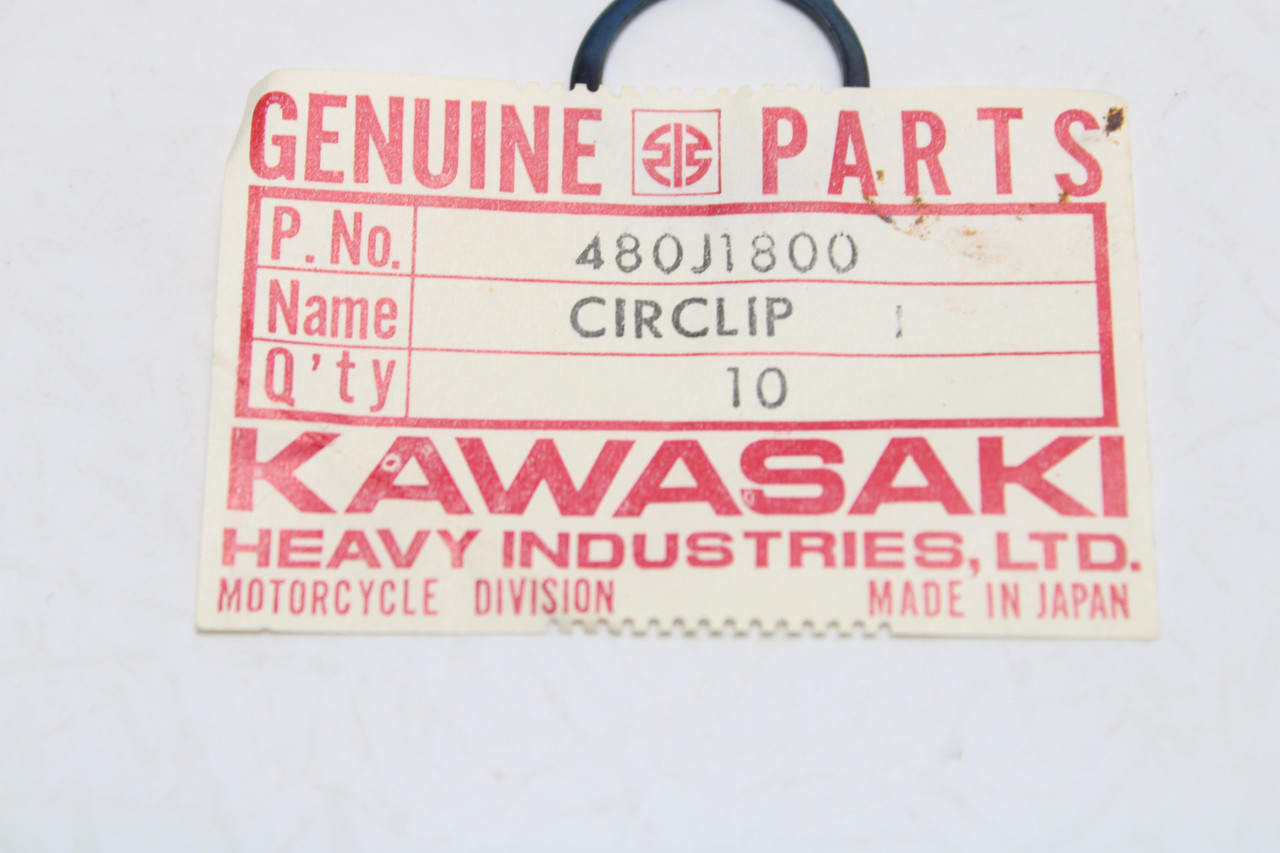 GENUINE PARTS
P. No. 480J1800
Name CIRCLIP
Q'ty 10
KAWASAKI
HEAVY INDUSTRIES, LTD.
MOTORCYCLE DIVISION MADE IN JAPAN